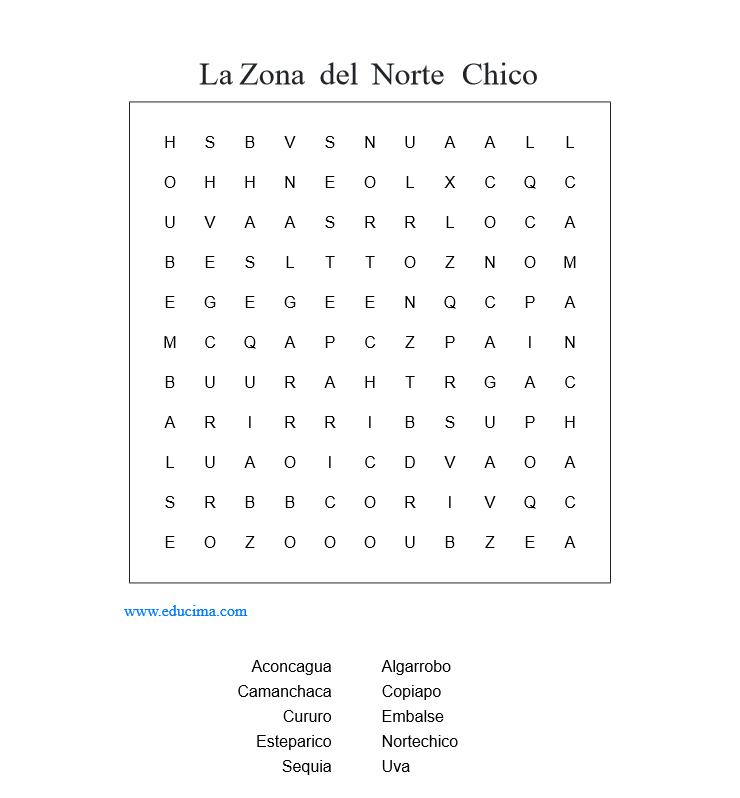 La Zona del Norte Chico
H S B V S N U A A L L
O H H N E O L X C Q C
U V A A S R R L O C A
B E S L T T O Z N O M
E G E G E E N Q C P A
M C Q A P C Z P A I N
B U U R A H T R G A C
A R I R R I B S U P H
L U A O I C D V A O A
S R B B C O R I V Q C
E O Z O O O U B Z E A
www.educima.com
Aconcagua Algarrobo
Camanchaca Copiapo
Cururo Embalse
Esteparico Nortechico
Sequia Uva